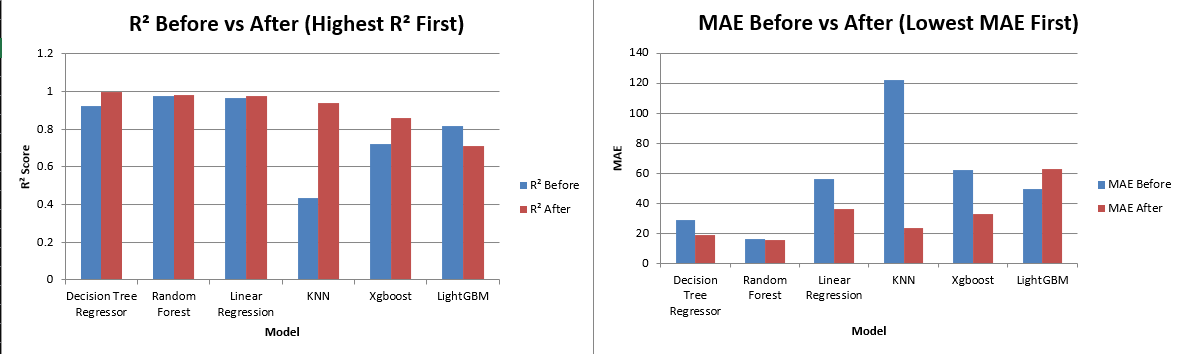 R² Before vs After (Highest R² First)
1.2
1
0.8
0.6
0.4
0.2
0
R² Score
Decision Tree
Regressor
Random
Forest
Linear
Regression
KNN
Xgboost
LightGBM
Model
R² Before
R² After
MAE Before vs After (Lowest MAE First)
140
120
100
80
60
40
20
0
MAE
Decision
Tree
Regressor
Random
Forest
Linear
Regression
KNN
Xgboost
LightGBM
Model
MAE Before
MAE After